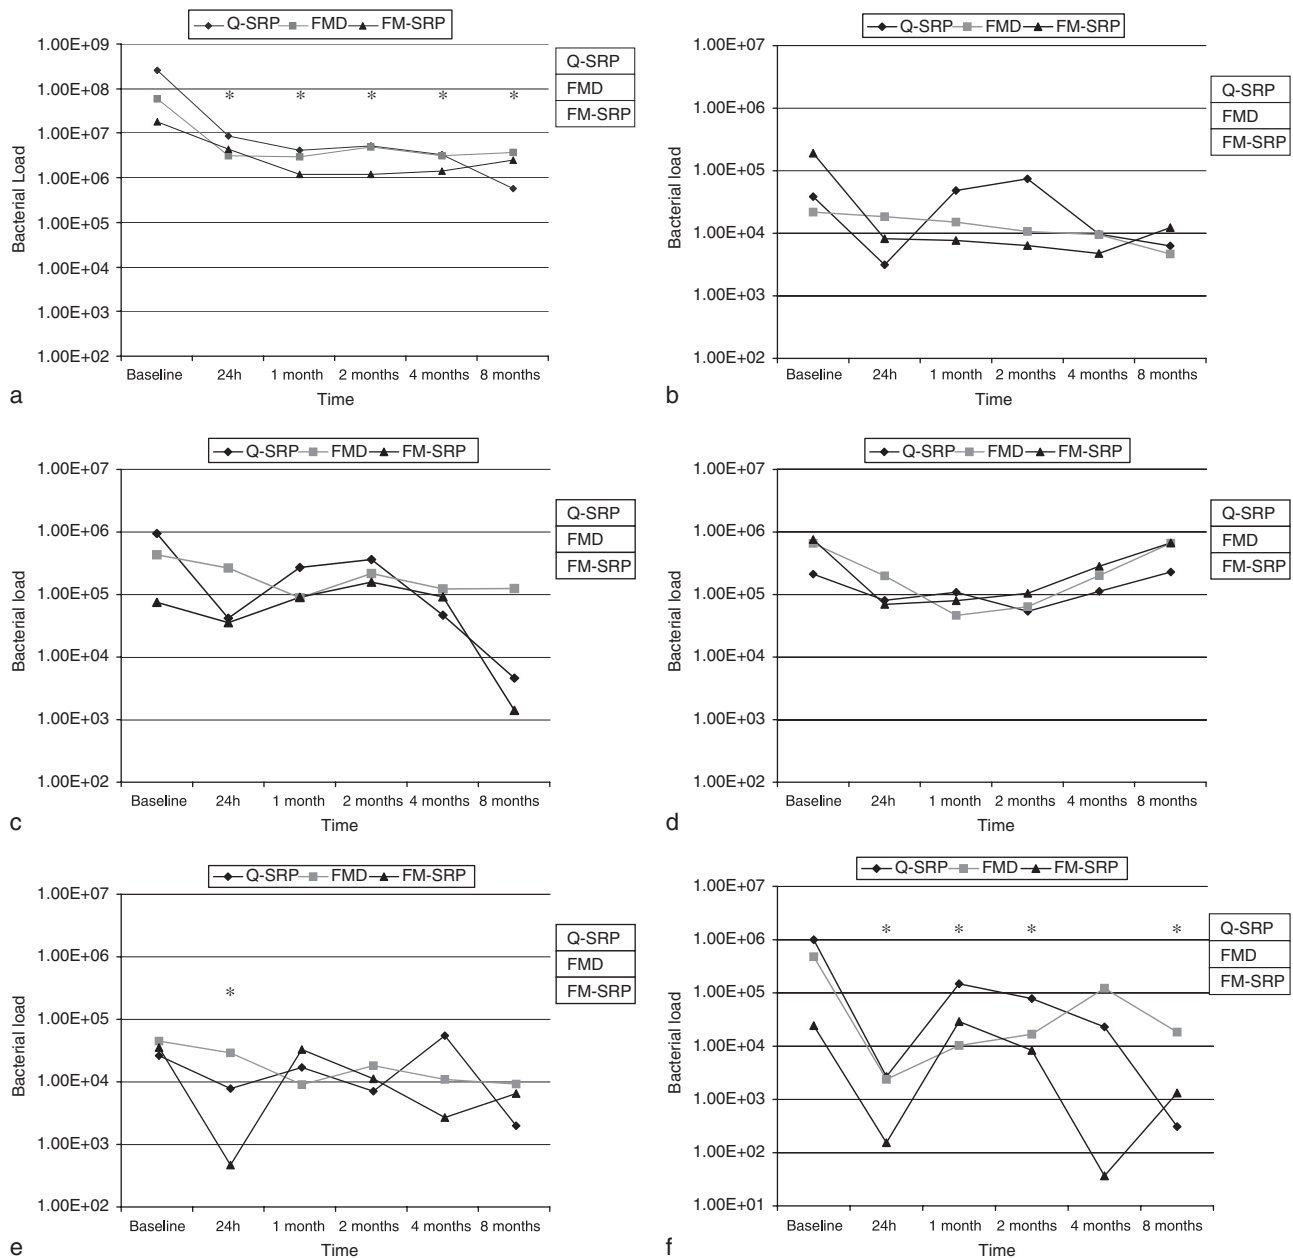 Q-SRP FMD FM-SRP
1.00E+09
1.00E+08
1.00E+07
1.00E+06
1.00E+05
1.00E+04
1.00E+03
1.00E+02
Bacterial Load
* * * * *
Baseline 24h 1 month 2 months 4 months 8 months
Time
Q-SRP
FMD
FM-SRP
a
Q-SRP FMD FM-SRP
1.00E+07
1.00E+06
1.00E+05
1.00E+04
1.00E+03
1.00E+02
Bacterial load
Baseline 24h 1 month 2 months 4 months 8 months
Time
Q-SRP
FMD
FM-SRP
b
Q-SRP FMD FM-SRP
1.00E+07
1.00E+06
1.00E+05
1.00E+04
1.00E+03
1.00E+02
Bacterial load
Baseline 24h 1 month 2 months 4 months 8 months
Time
Q-SRP
FMD
FM-SRP
c
Q-SRP FMD FM-SRP
1.00E+07
1.00E+06
1.00E+05
1.00E+04
1.00E+03
1.00E+02
Bacterial load
Baseline 24h 1 month 2 months 4 months 8 months
Time
Q-SRP
FMD
FM-SRP
d
Q-SRP FMD FM-SRP
1.00E+07
1.00E+06
1.00E+05
1.00E+04
1.00E+03
1.00E+02
Bacterial load
*
Baseline 24h 1 month 2 months 4 months 8 months
Time
Q-SRP
FMD
FM-SRP
e
Q-SRP FMD FM-SRP
1.00E+07
1.00E+06
1.00E+05
1.00E+04
1.00E+03
1.00E+02
1.00E+01
Bacterial load
* * * *
Baseline 24h 1 month 2 months 4 months 8 months
Time
Q-SRP
FMD
FM-SRP
f